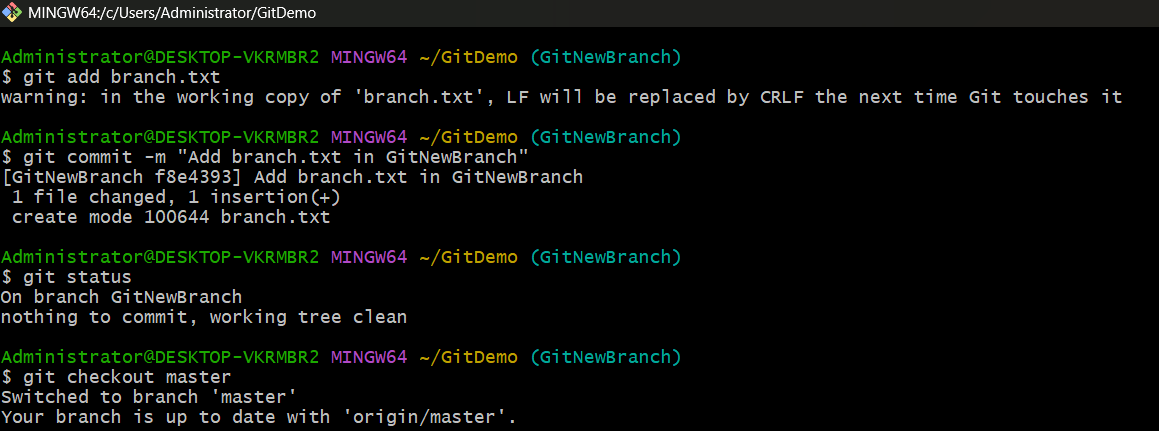 MINGW64:/c/Users/Administrator/GitDemo
Administrator@DESKTOP-VKRMBR2 MINGW64 ~/GitDemo (GitNewBranch)
$ git add branch.txt
warning: in the working copy of 'branch.txt', LF will be replaced by CRLF the next time Git touches it
Administrator@DESKTOP-VKRMBR2 MINGW64 ~/GitDemo (GitNewBranch)
$ git commit -m "Add branch.txt in GitNewBranch"
[GitNewBranch f8e4393] Add branch.txt in GitNewBranch
 1 file changed, 1 insertion(+)
 create mode 100644 branch.txt
Administrator@DESKTOP-VKRMBR2 MINGW64 ~/GitDemo (GitNewBranch)
$ git status
On branch GitNewBranch
nothing to commit, working tree clean
Administrator@DESKTOP-VKRMBR2 MINGW64 ~/GitDemo (GitNewBranch)
$ git checkout master
Switched to branch 'master'
Your branch is up to date with 'origin/master'.